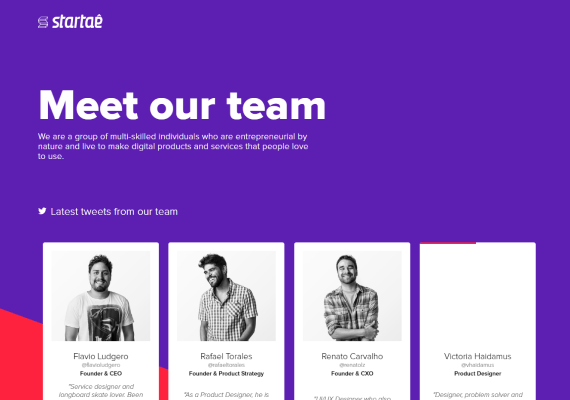 startaê
Meet our team
We are a group of multi-skilled individuals who are entrepreneurial by
nature and live to make digital products and services that people love
to use.
Latest tweets from our team
Flavio Ludgero
@flavioludgero
Founder & CEO
"Service designer and
longboard skate lover. Been
Rafael Torales
@rafaeltorales
Founder & Product Strategy
"As a Product Designer, he is
Renato Carvalho
Founder & CXO
"UI/UX Designer who also
Victoria Haidamus
@vhaidamus
Product Designer
"Designer, problem solver and